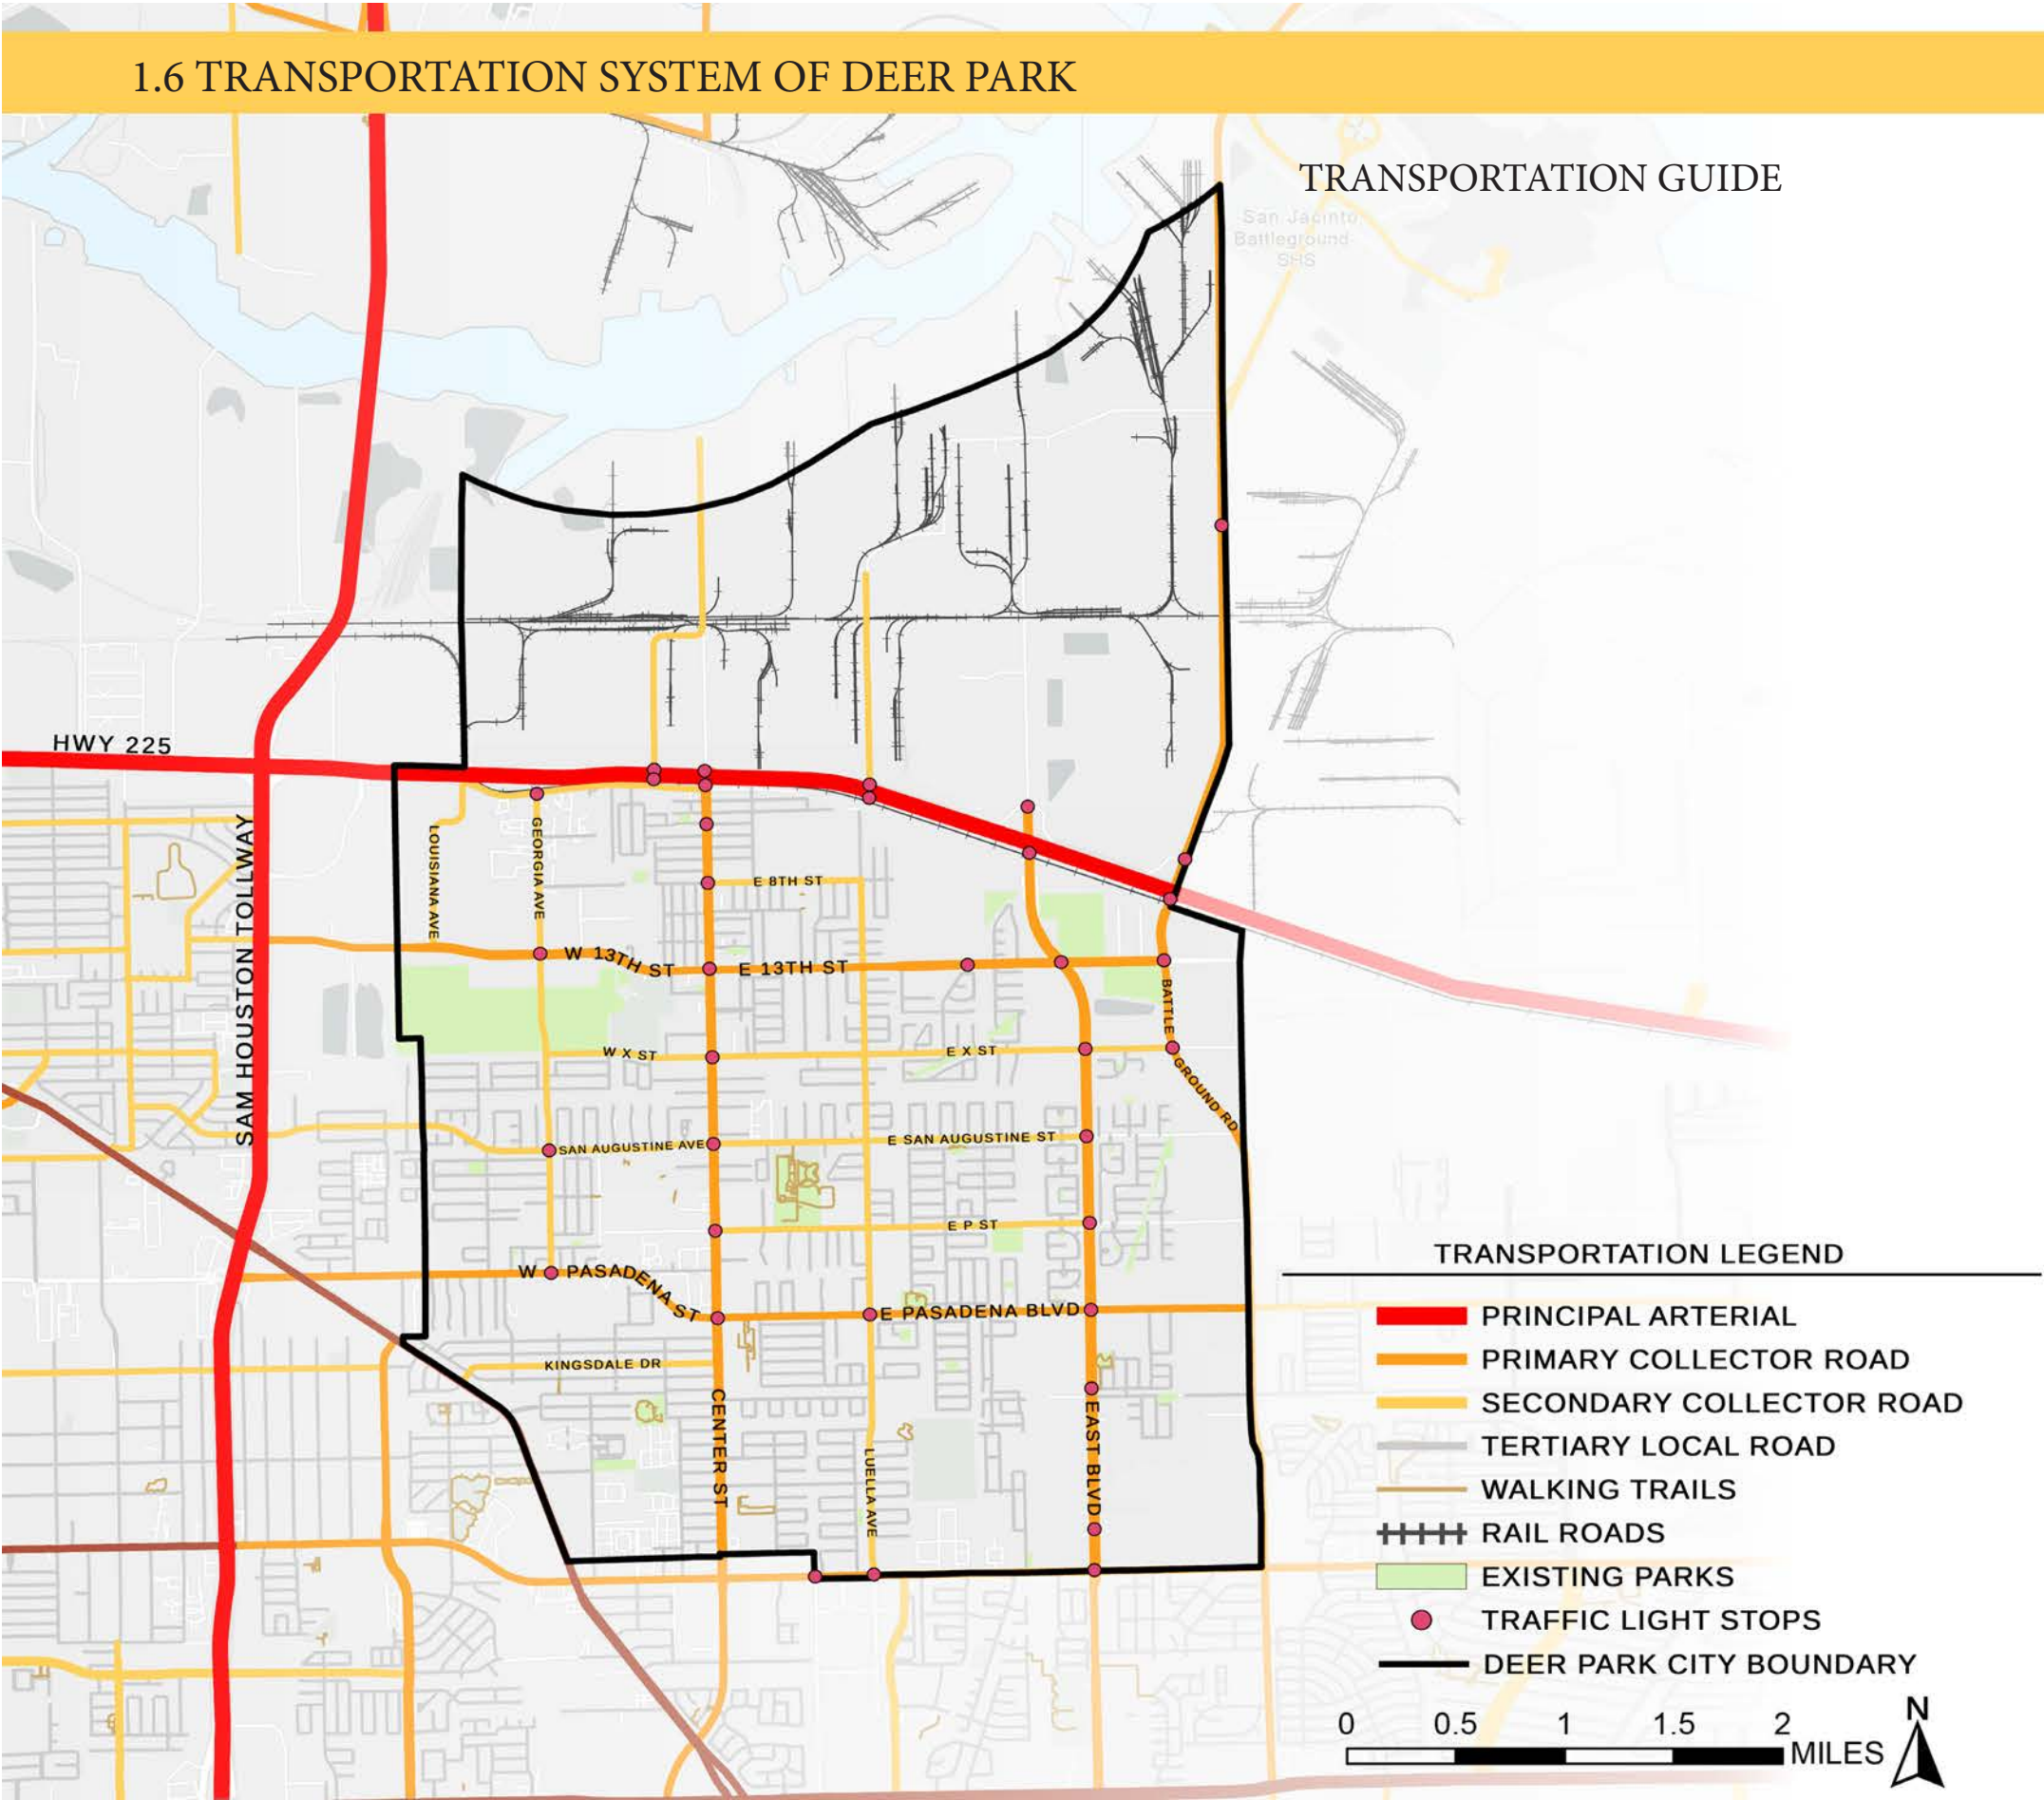 1.6 TRANSPORTATION SYSTEM OF DEER PARK
TRANSPORTATION GUIDE
San Jacinto
Battleground
SHS
HWY 225
SAM HOUSTON TOLLWAY
LOUISIANA AVE
GEORGIA AVE
E 8TH ST
W 13TH ST
E 13TH ST
BATTLE
GROUND RD
W X ST
E X ST
SAN AUGUSTINE AVE
E SAN AUGUSTINE ST
E P ST
W PASADENA ST
E PASADENA BLVD
KINGSDALE DR
CENTER ST
LUELLA AVE
EAST BLVD
TRANSPORTATION LEGEND
PRINCIPAL ARTERIAL
PRIMARY COLLECTOR ROAD
SECONDARY COLLECTOR ROAD
TERTIARY LOCAL ROAD
WALKING TRAILS
RAIL ROADS
EXISTING PARKS
TRAFFIC LIGHT STOPS
DEER PARK CITY BOUNDARY
0 0.5 1 1.5 2
MILES
N